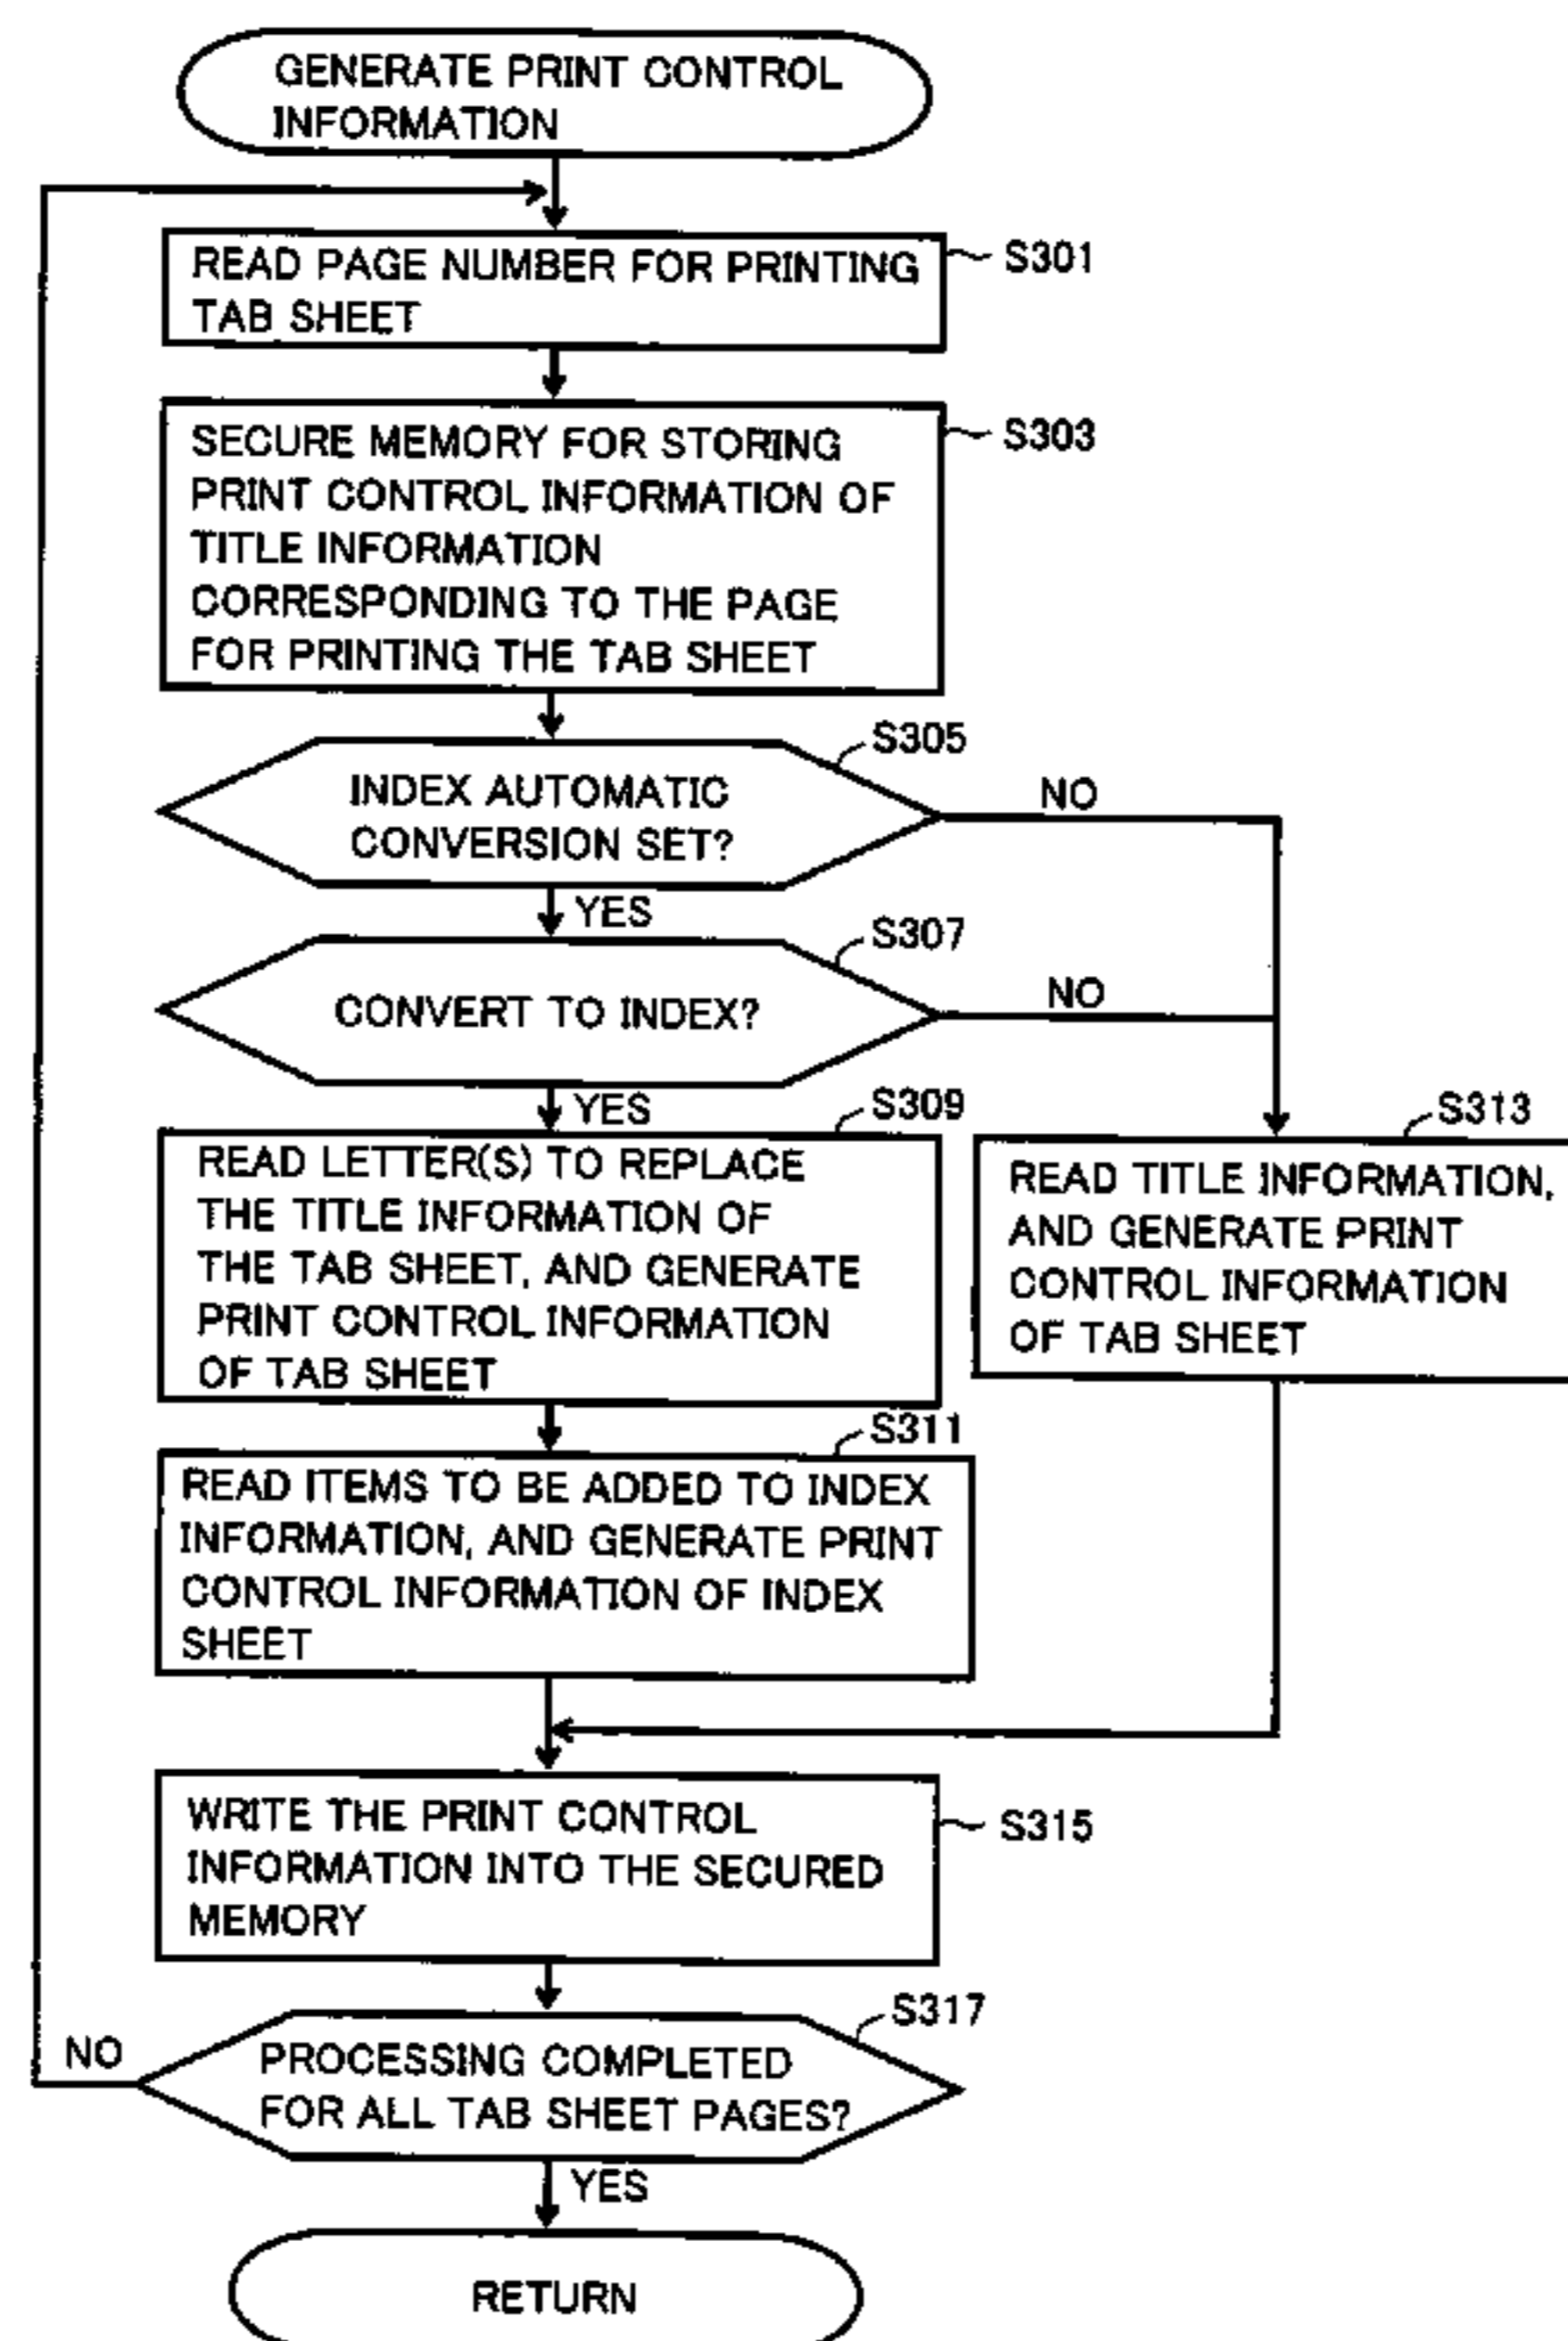 GENERATE PRINT CONTROL
INFORMATION
READ PAGE NUMBER FOR PRINTING
TAB SHEET
S301
SECURE MEMORY FOR STORING
PRINT CONTROL INFORMATION OF
TITLE INFORMATION
CORRESPONDING TO THE PAGE
FOR PRINTING THE TAB SHEET
S303
S305
INDEX AUTOMATIC
CONVERSION SET?
NO
YES
S307
CONVERT TO INDEX?
NO
YES
S309
READ LETTER(S) TO REPLACE
THE TITLE INFORMATION OF
THE TAB SHEET, AND GENERATE
PRINT CONTROL INFORMATION
OF TAB SHEET
S313
READ TITLE INFORMATION,
AND GENERATE PRINT
CONTROL INFORMATION
OF TAB SHEET
S311
READ ITEMS TO BE ADDED TO INDEX
INFORMATION, AND GENERATE PRINT
CONTROL INFORMATION OF INDEX
SHEET
WRITE THE PRINT CONTROL
INFORMATION INTO THE SECURED
MEMORY
S315
S317
NO
PROCESSING COMPLETED
FOR ALL TAB SHEET PAGES?
YES
RETURN